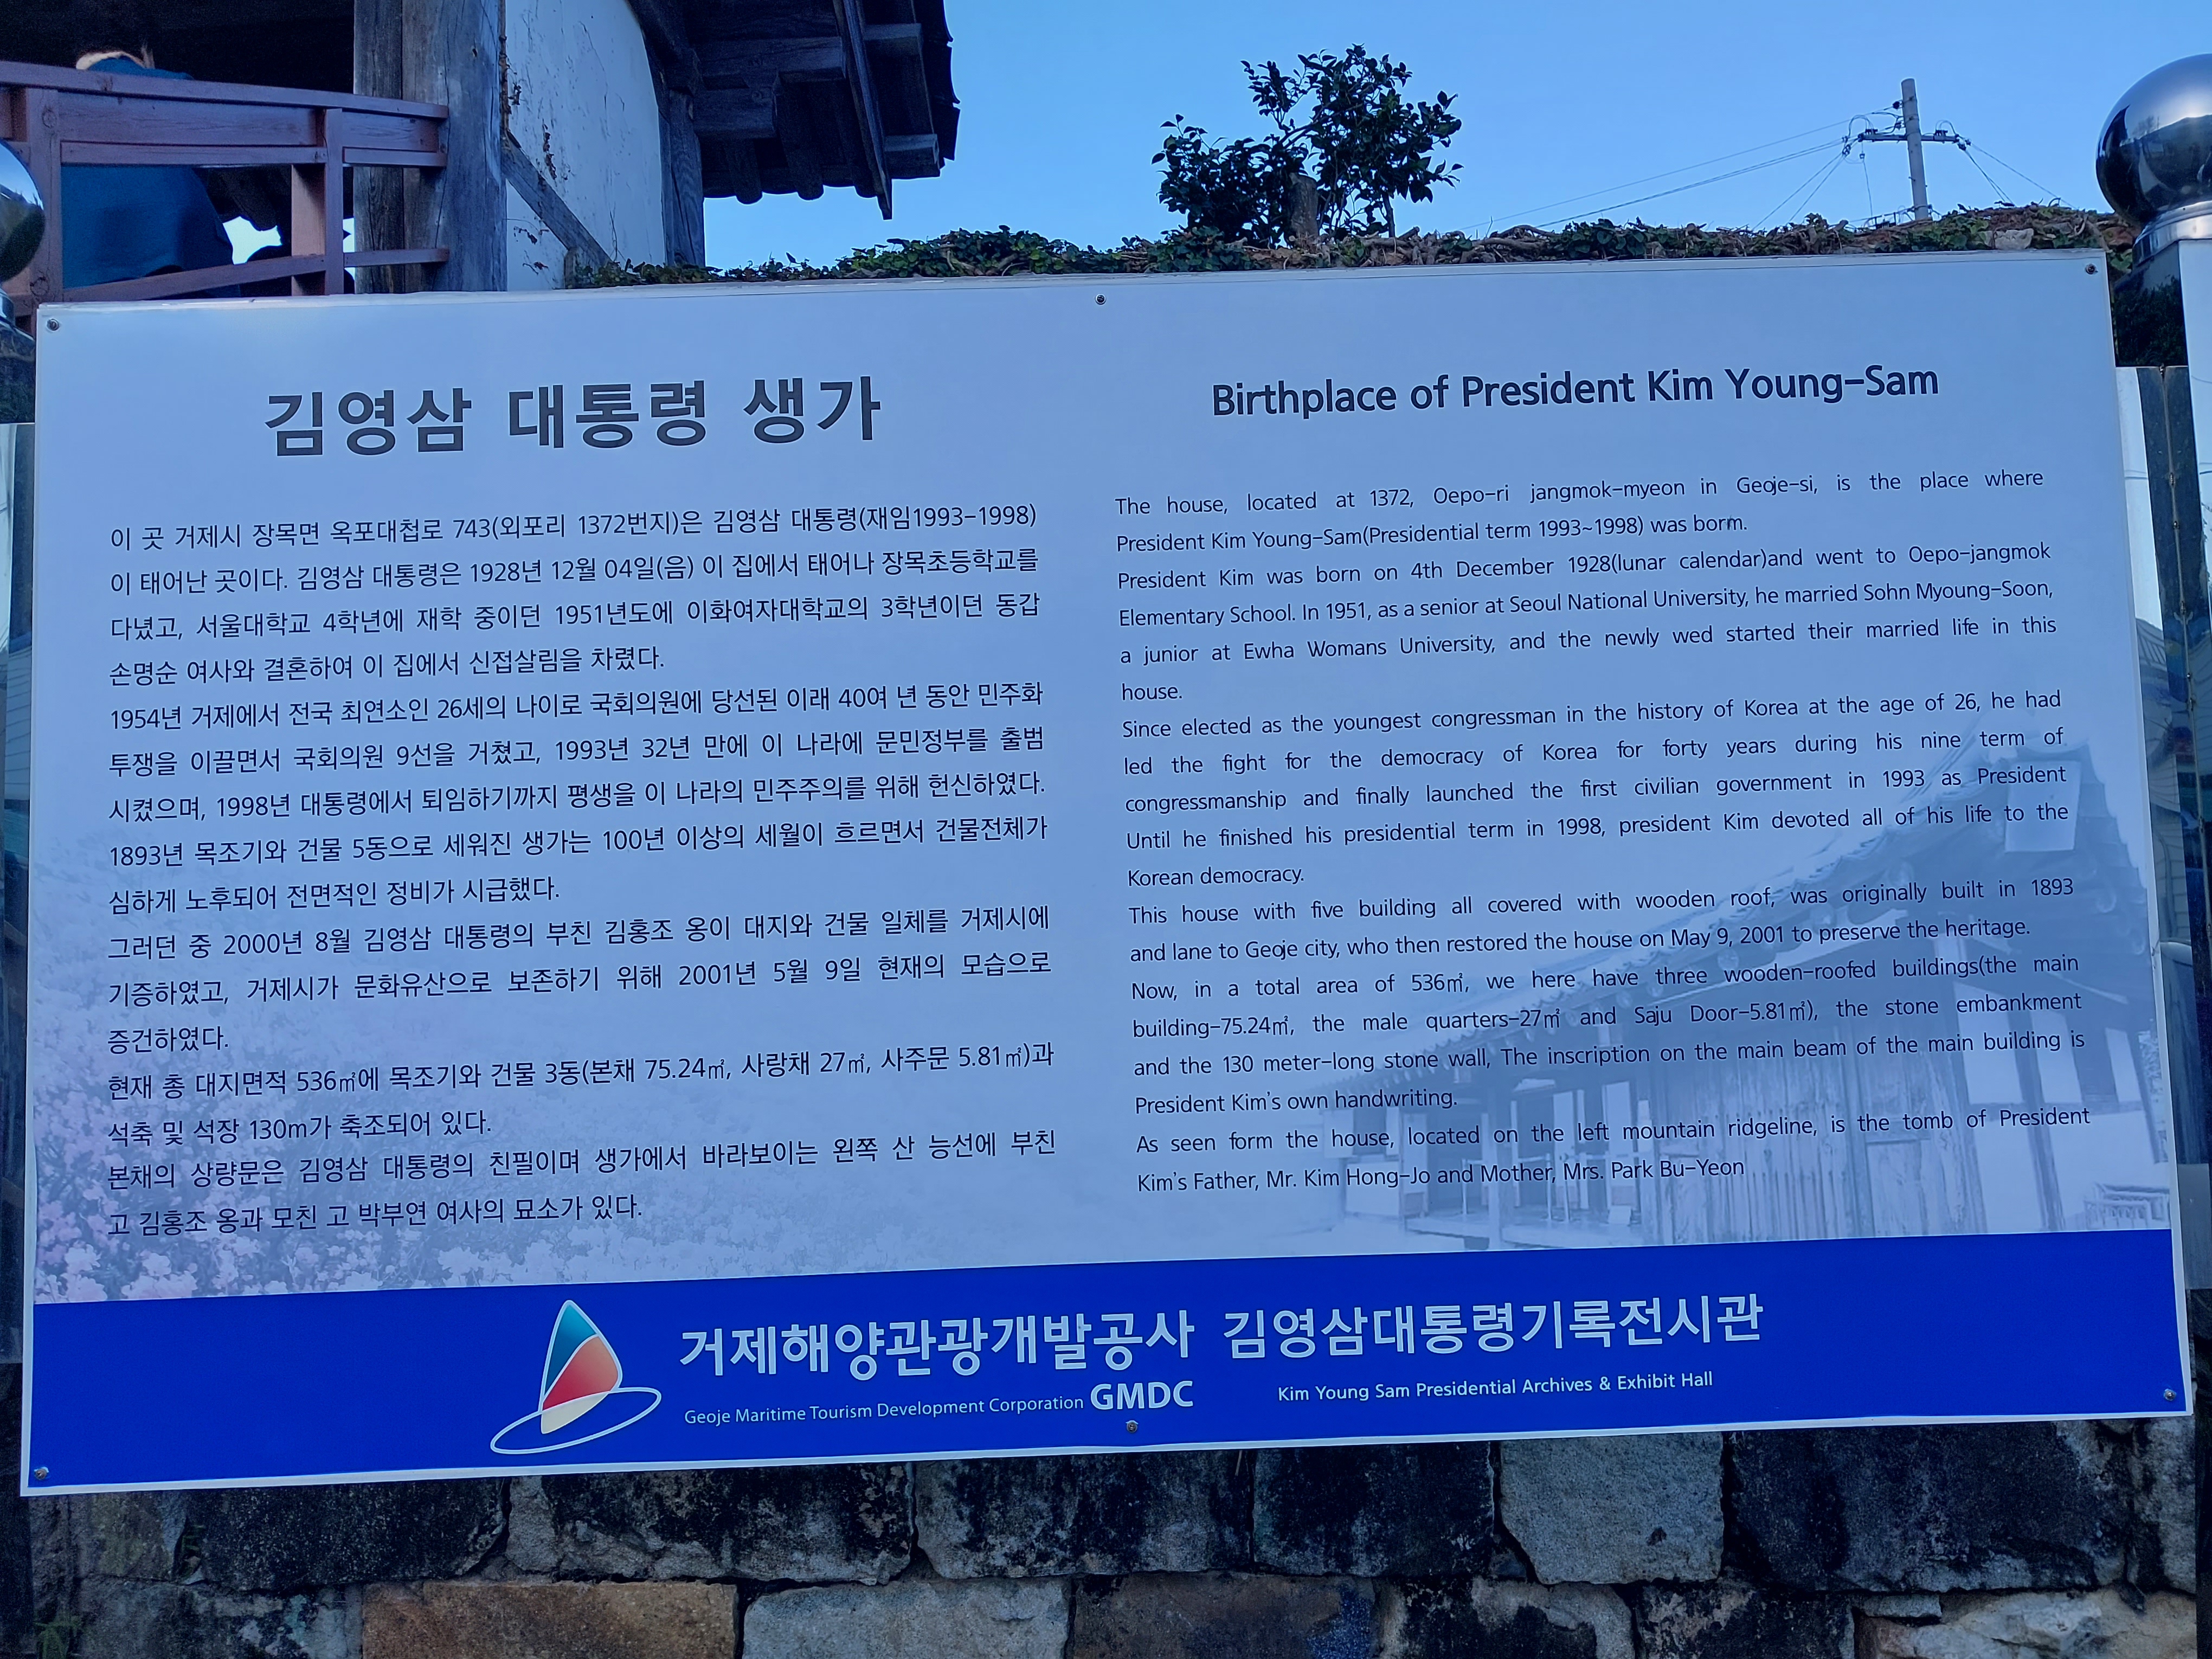 김영삼 대통령 생가
이 곳 거제시 장목면 옥포대첩로 743(외포리 1372번지)은 김영삼 대통령(재임1993-1998)
이 태어난 곳이다. 김영삼 대통령은 1928년 12월 04일(음) 이 집에서 태어나 장목초등학교를
다녔고, 서울대학교 4학년에 재학 중이던 1951년도에 이화여자대학교의 3학년이던 동갑
손명순 여사와 결혼하여 이 집에서 신접살림을 차렸다.
1954년 거제에서 전국 최연소인 26세의 나이로 국회의원에 당선된 이래 40여 년 동안 민주화
투쟁을 이끌면서 국회의원 9선을 거쳤고, 1993년 32년 만에 이 나라에 문민정부를 출범
시켰으며, 1998년 대통령에서 퇴임하기까지 평생을 이 나라의 민주주의를 위해 헌신하였다.
1893년 목조기와 건물 5동으로 세워진 생가는 100년 이상의 세월이 흐르면서 건물전체가
심하게 노후되어 전면적인 정비가 시급했다.
그러던 중 2000년 8월 김영삼 대통령의 부친 김홍조 옹이 대지와 건물 일체를 거제시에
기증하였고, 거제시가 문화유산으로 보존하기 위해 2001년 5월 9일 현재의 모습으로
증건하였다.
현재 총 대지면적 536㎡에 목조기와 건물 3동(본채 75.24㎡, 사랑채 27㎡, 사주문 5.81㎡)과
석축 및 석장 130m가 축조되어 있다.
본채의 상량문은 김영삼 대통령의 친필이며 생가에서 바라보이는 왼쪽 산 능선에 부친
고 김홍조 옹과 모친 고 박부연 여사의 묘소가 있다.
Birthplace of President Kim Young-Sam
The house, located at 1372, Oepo-ri jangmok-myeon in Geoje-si, is the place where
President Kim Young-Sam(Presidential term 1993~1998) was borm.
President Kim was born on 4th December 1928(lunar calendar)and went to Oepo-jangmok
Elementary School. In 1951, as a senior at Seoul National University, he married Sohn Myoung-Soon,
a junior at Ewha Womans University, and the newly wed started their married life in this
house.
Since elected as the youngest congressman in the history of Korea at the age of 26, he had
led the fight for the democracy of Korea for forty years during his nine term of
congressmanship and finally launched the first civilian government in 1993 as President
Until he finished his presidential term in 1998, president Kim devoted all of his life to the
Korean democracy.
This house with five building all covered with wooden roof, was originally built in 1893
and lane to Geoje city, who then restored the house on May 9, 2001 to preserve the heritage.
Now, in a total area of 536㎡, we here have three wooden-roofed buildings(the main
building-75.24㎡, the male quarters-27㎡ and Saju Door-5.81㎡), the stone embankment
and the 130 meter-long stone wall, The inscription on the main beam of the main building is
President Kim's own handwriting.
As seen form the house, located on the left mountain ridgeline, is the tomb of President
Kim's Father, Mr. Kim Hong-Jo and Mother, Mrs. Park Bu-Yeon
거제해양관광개발공사 김영삼대통령기록전시관
Geoje Maritime Tourism Development Corporation GMDC Kim Young Sam Presidential Archives & Exhibit Hall